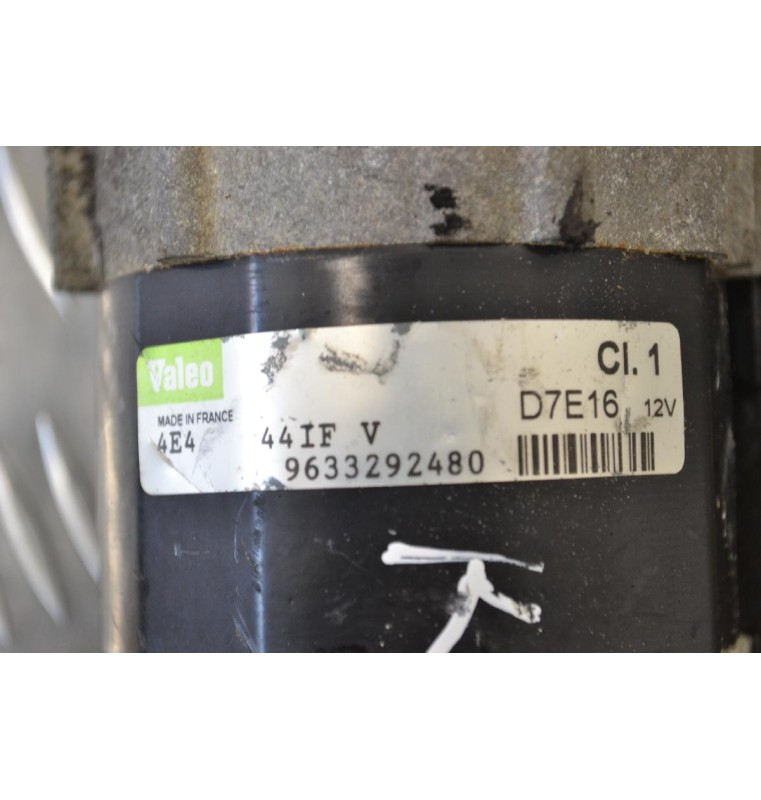 Valeo
Cl. 1
MADE IN FRANCE
D7E16 12V
4E4 44IF V
9633292480